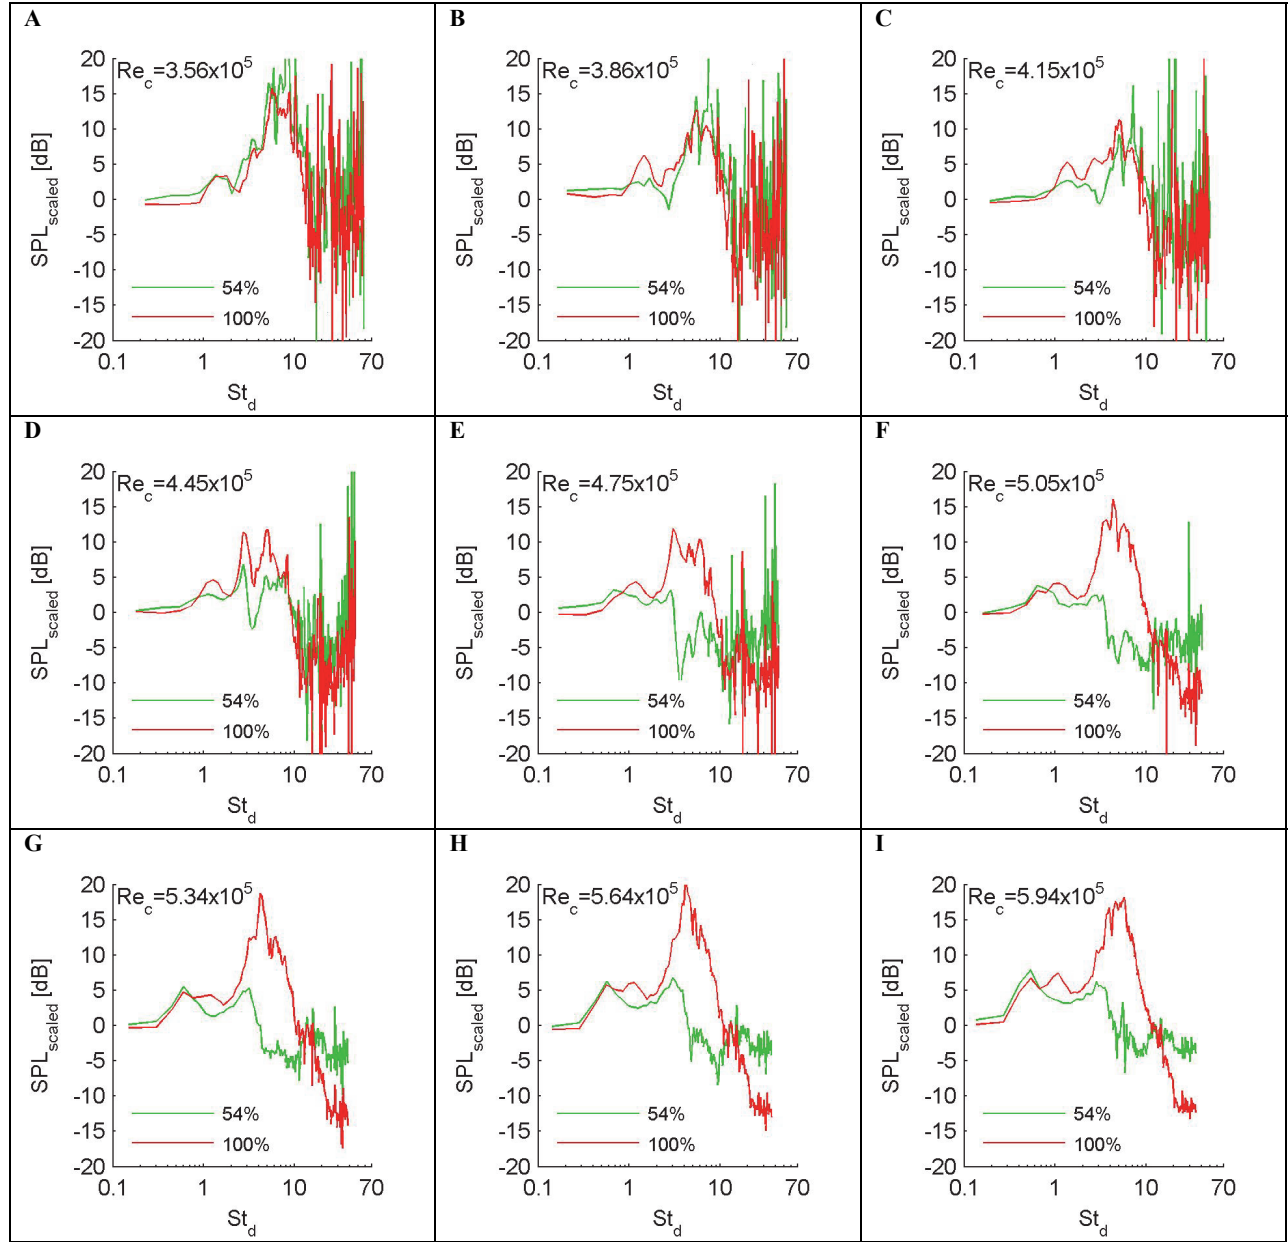 A
Re_c=3.56x10^5
SPL_scaled [dB]
20
15
10
5
0
-5
-10
-15
-20
54%
100%
0.1 1 10 70
St_d
B
Re_c=3.86x10^5
SPL_scaled [dB]
20
15
10
5
0
-5
-10
-15
-20
54%
100%
0.1 1 10 70
St_d
C
Re_c=4.15x10^5
SPL_scaled [dB]
20
15
10
5
0
-5
-10
-15
-20
54%
100%
0.1 1 10 70
St_d
D
Re_c=4.45x10^5
SPL_scaled [dB]
20
15
10
5
0
-5
-10
-15
-20
54%
100%
0.1 1 10 70
St_d
E
Re_c=4.75x10^5
SPL_scaled [dB]
20
15
10
5
0
-5
-10
-15
-20
54%
100%
0.1 1 10 70
St_d
F
Re_c=5.05x10^5
SPL_scaled [dB]
20
15
10
5
0
-5
-10
-15
-20
54%
100%
0.1 1 10 70
St_d
G
Re_c=5.34x10^5
SPL_scaled [dB]
20
15
10
5
0
-5
-10
-15
-20
54%
100%
0.1 1 10 70
St_d
H
Re_c=5.64x10^5
SPL_scaled [dB]
20
15
10
5
0
-5
-10
-15
-20
54%
100%
0.1 1 10 70
St_d
I
Re_c=5.94x10^5
SPL_scaled [dB]
20
15
10
5
0
-5
-10
-15
-20
54%
100%
0.1 1 10 70
St_d